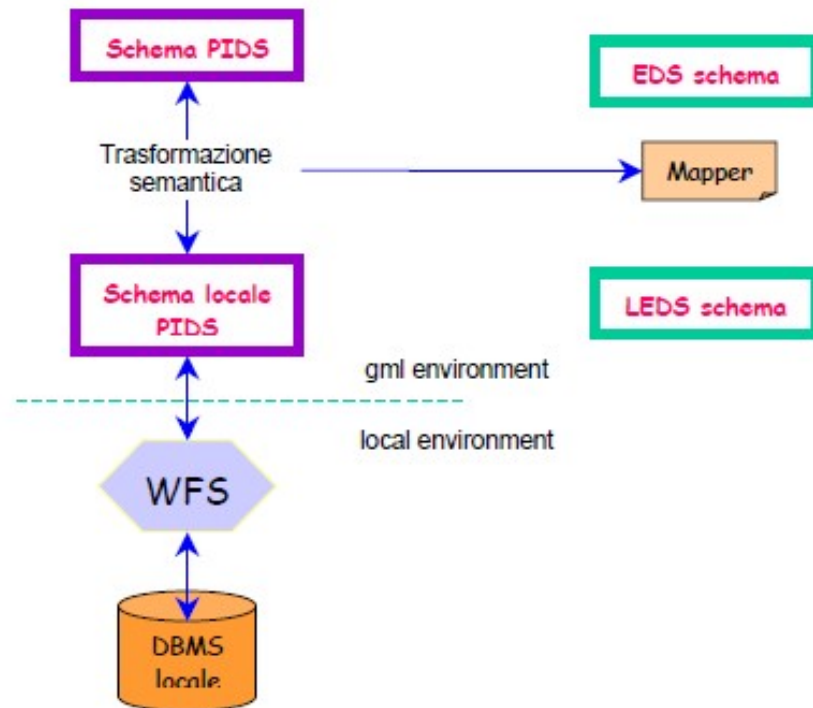 Schema PIDS
EDS schema
Trasformazione
semantica
Mapper
Schema locale
PIDS
LEDS schema
gml environment
local environment
WFS
DBMS
locale